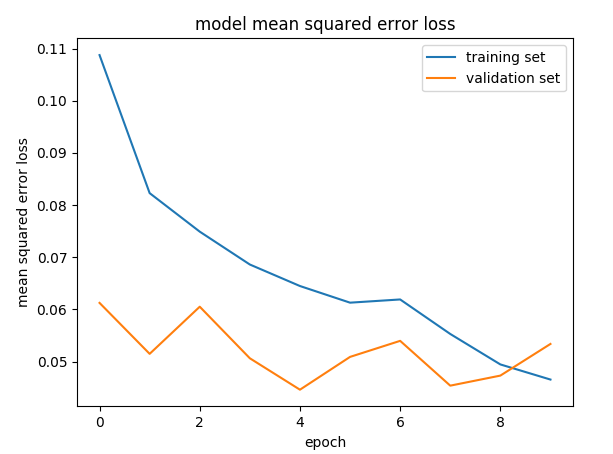 model mean squared error loss
training set
validation set
0.11
0.10
0.09
0.08
0.07
0.06
0.05
mean squared error loss
0 2 4 6 8
epoch